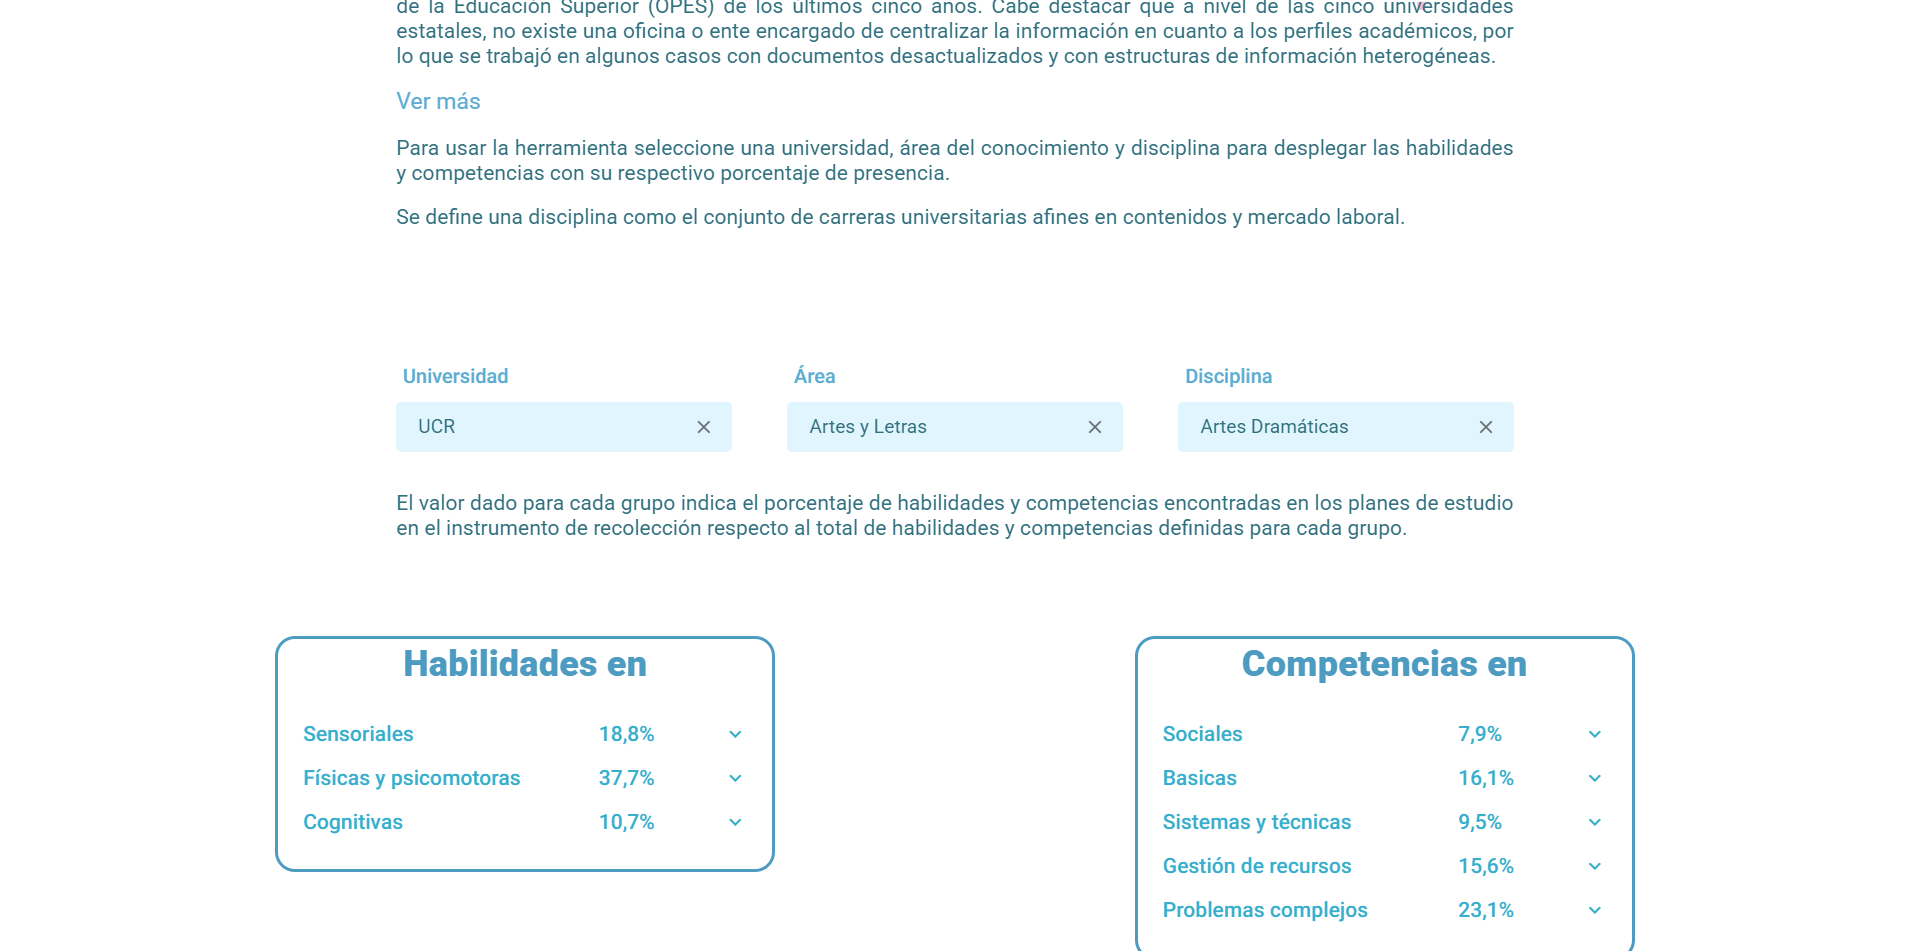 de la Educación Superior (OPES) de los últimos cinco años. Cabe destacar que a nivel de las cinco universidades
estatales, no existe una oficina o ente encargado de centralizar la información en cuanto a los perfiles académicos, por
lo que se trabajó en algunos casos con documentos desactualizados y con estructuras de información heterogéneas.
Ver más
Para usar la herramienta seleccione una universidad, área del conocimiento y disciplina para desplegar las habilidades
y competencias con su respectivo porcentaje de presencia.
Se define una disciplina como el conjunto de carreras universitarias afines en contenidos y mercado laboral.
Universidad
UCR
Área
Artes y Letras
Disciplina
Artes Dramáticas
El valor dado para cada grupo indica el porcentaje de habilidades y competencias encontradas en los planes de estudio
en el instrumento de recolección respecto al total de habilidades y competencias definidas para cada grupo.
Habilidades en
Sensoriales 18,8%
Físicas y psicomotoras 37,7%
Cognitivas 10,7%
Competencias en
Sociales 7,9%
Basicas 16,1%
Sistemas y técnicas 9,5%
Gestión de recursos 15,6%
Problemas complejos 23,1%